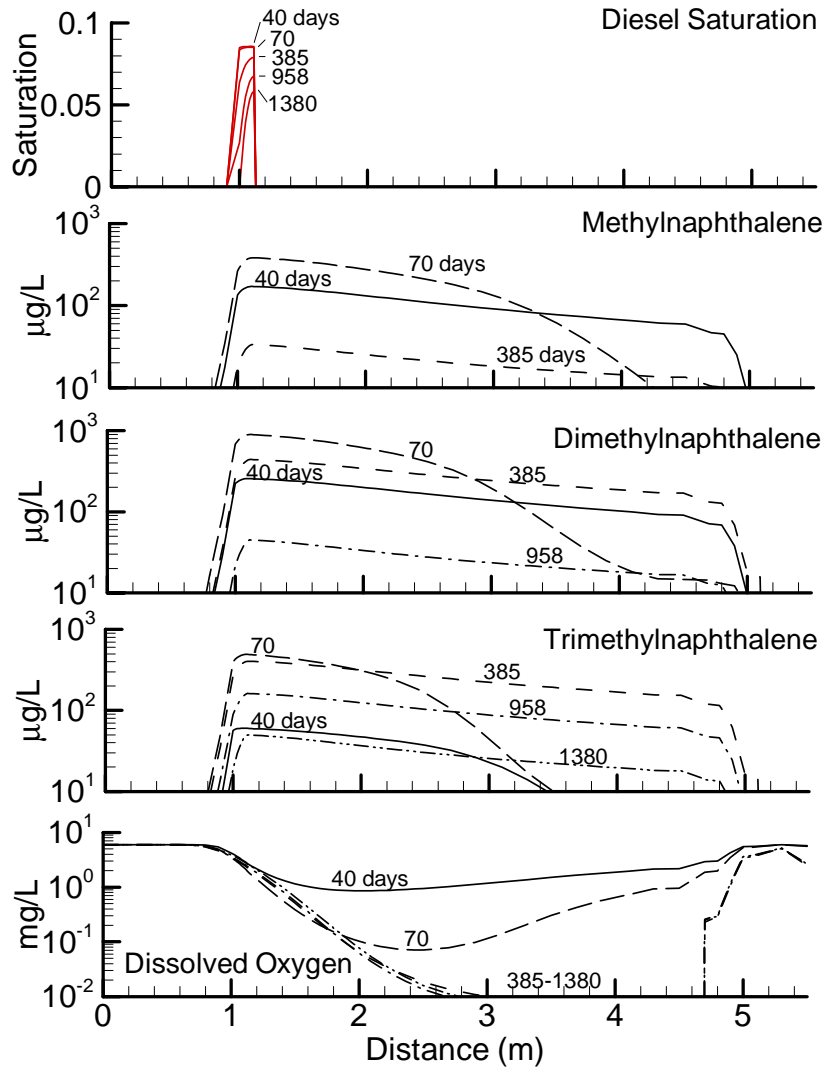 Diesel Saturation
40 days
70
385
958
1380
0.1
0.05
0
Saturation
Methylnaphthalene
10³
10²
10¹
µg/L
70 days
40 days
385 days
Dimethylnaphthalene
10³
10²
10¹
µg/L
70
385
40 days
958
Trimethylnaphthalene
10³
10²
10¹
µg/L
70
385
958
40 days
1380
10¹
10⁰
10⁻¹
10⁻²
mg/L
40 days
70
385-1380
Dissolved Oxygen
0 1 2 3 4 5
Distance (m)